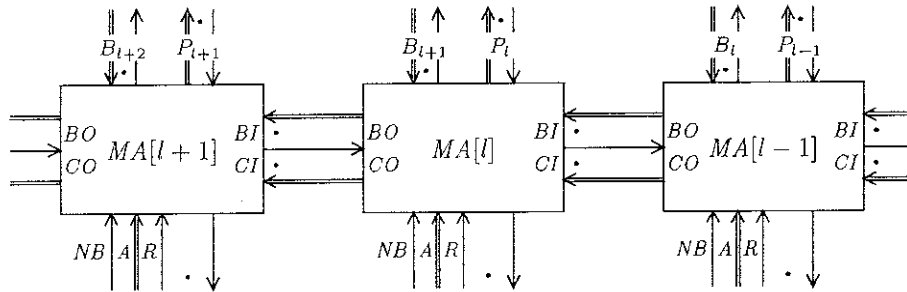 B_{l+2} P_{l+1} B_{l+1} P_l B_l P_{l-1}
BO BI BO BI BO BI
MA[l + 1] MA[l] MA[l − 1]
CO CI CO CI CO CI
NB A R NB A R NB A R